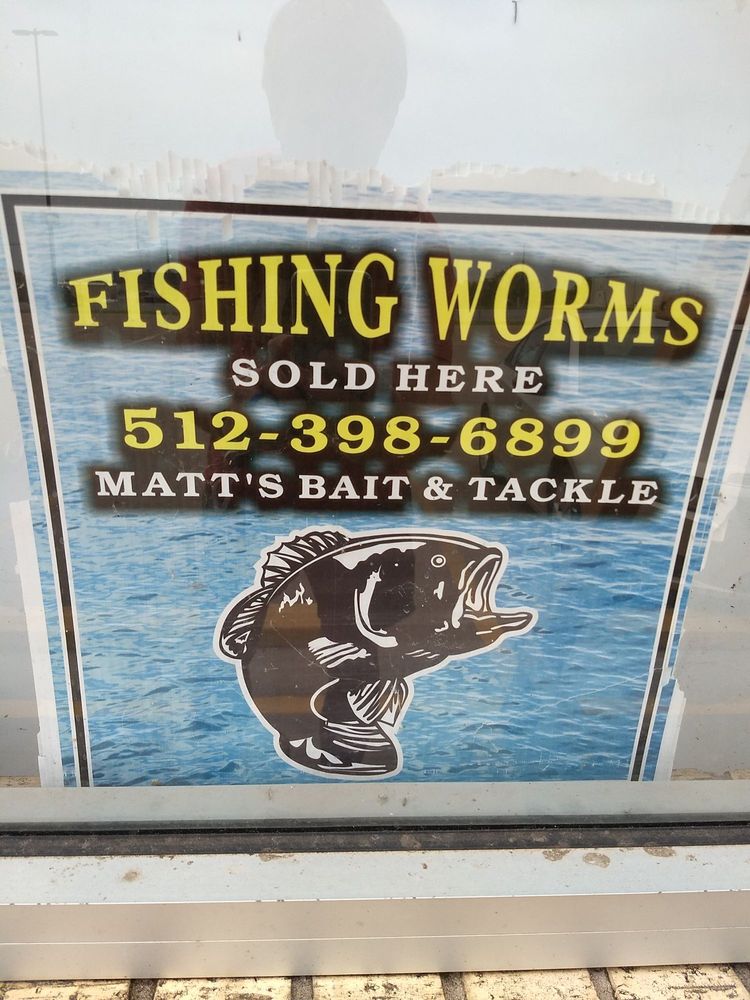 FISHING WORMS
SOLD HERE
512-398-6899
MATT'S BAIT & TACKLE